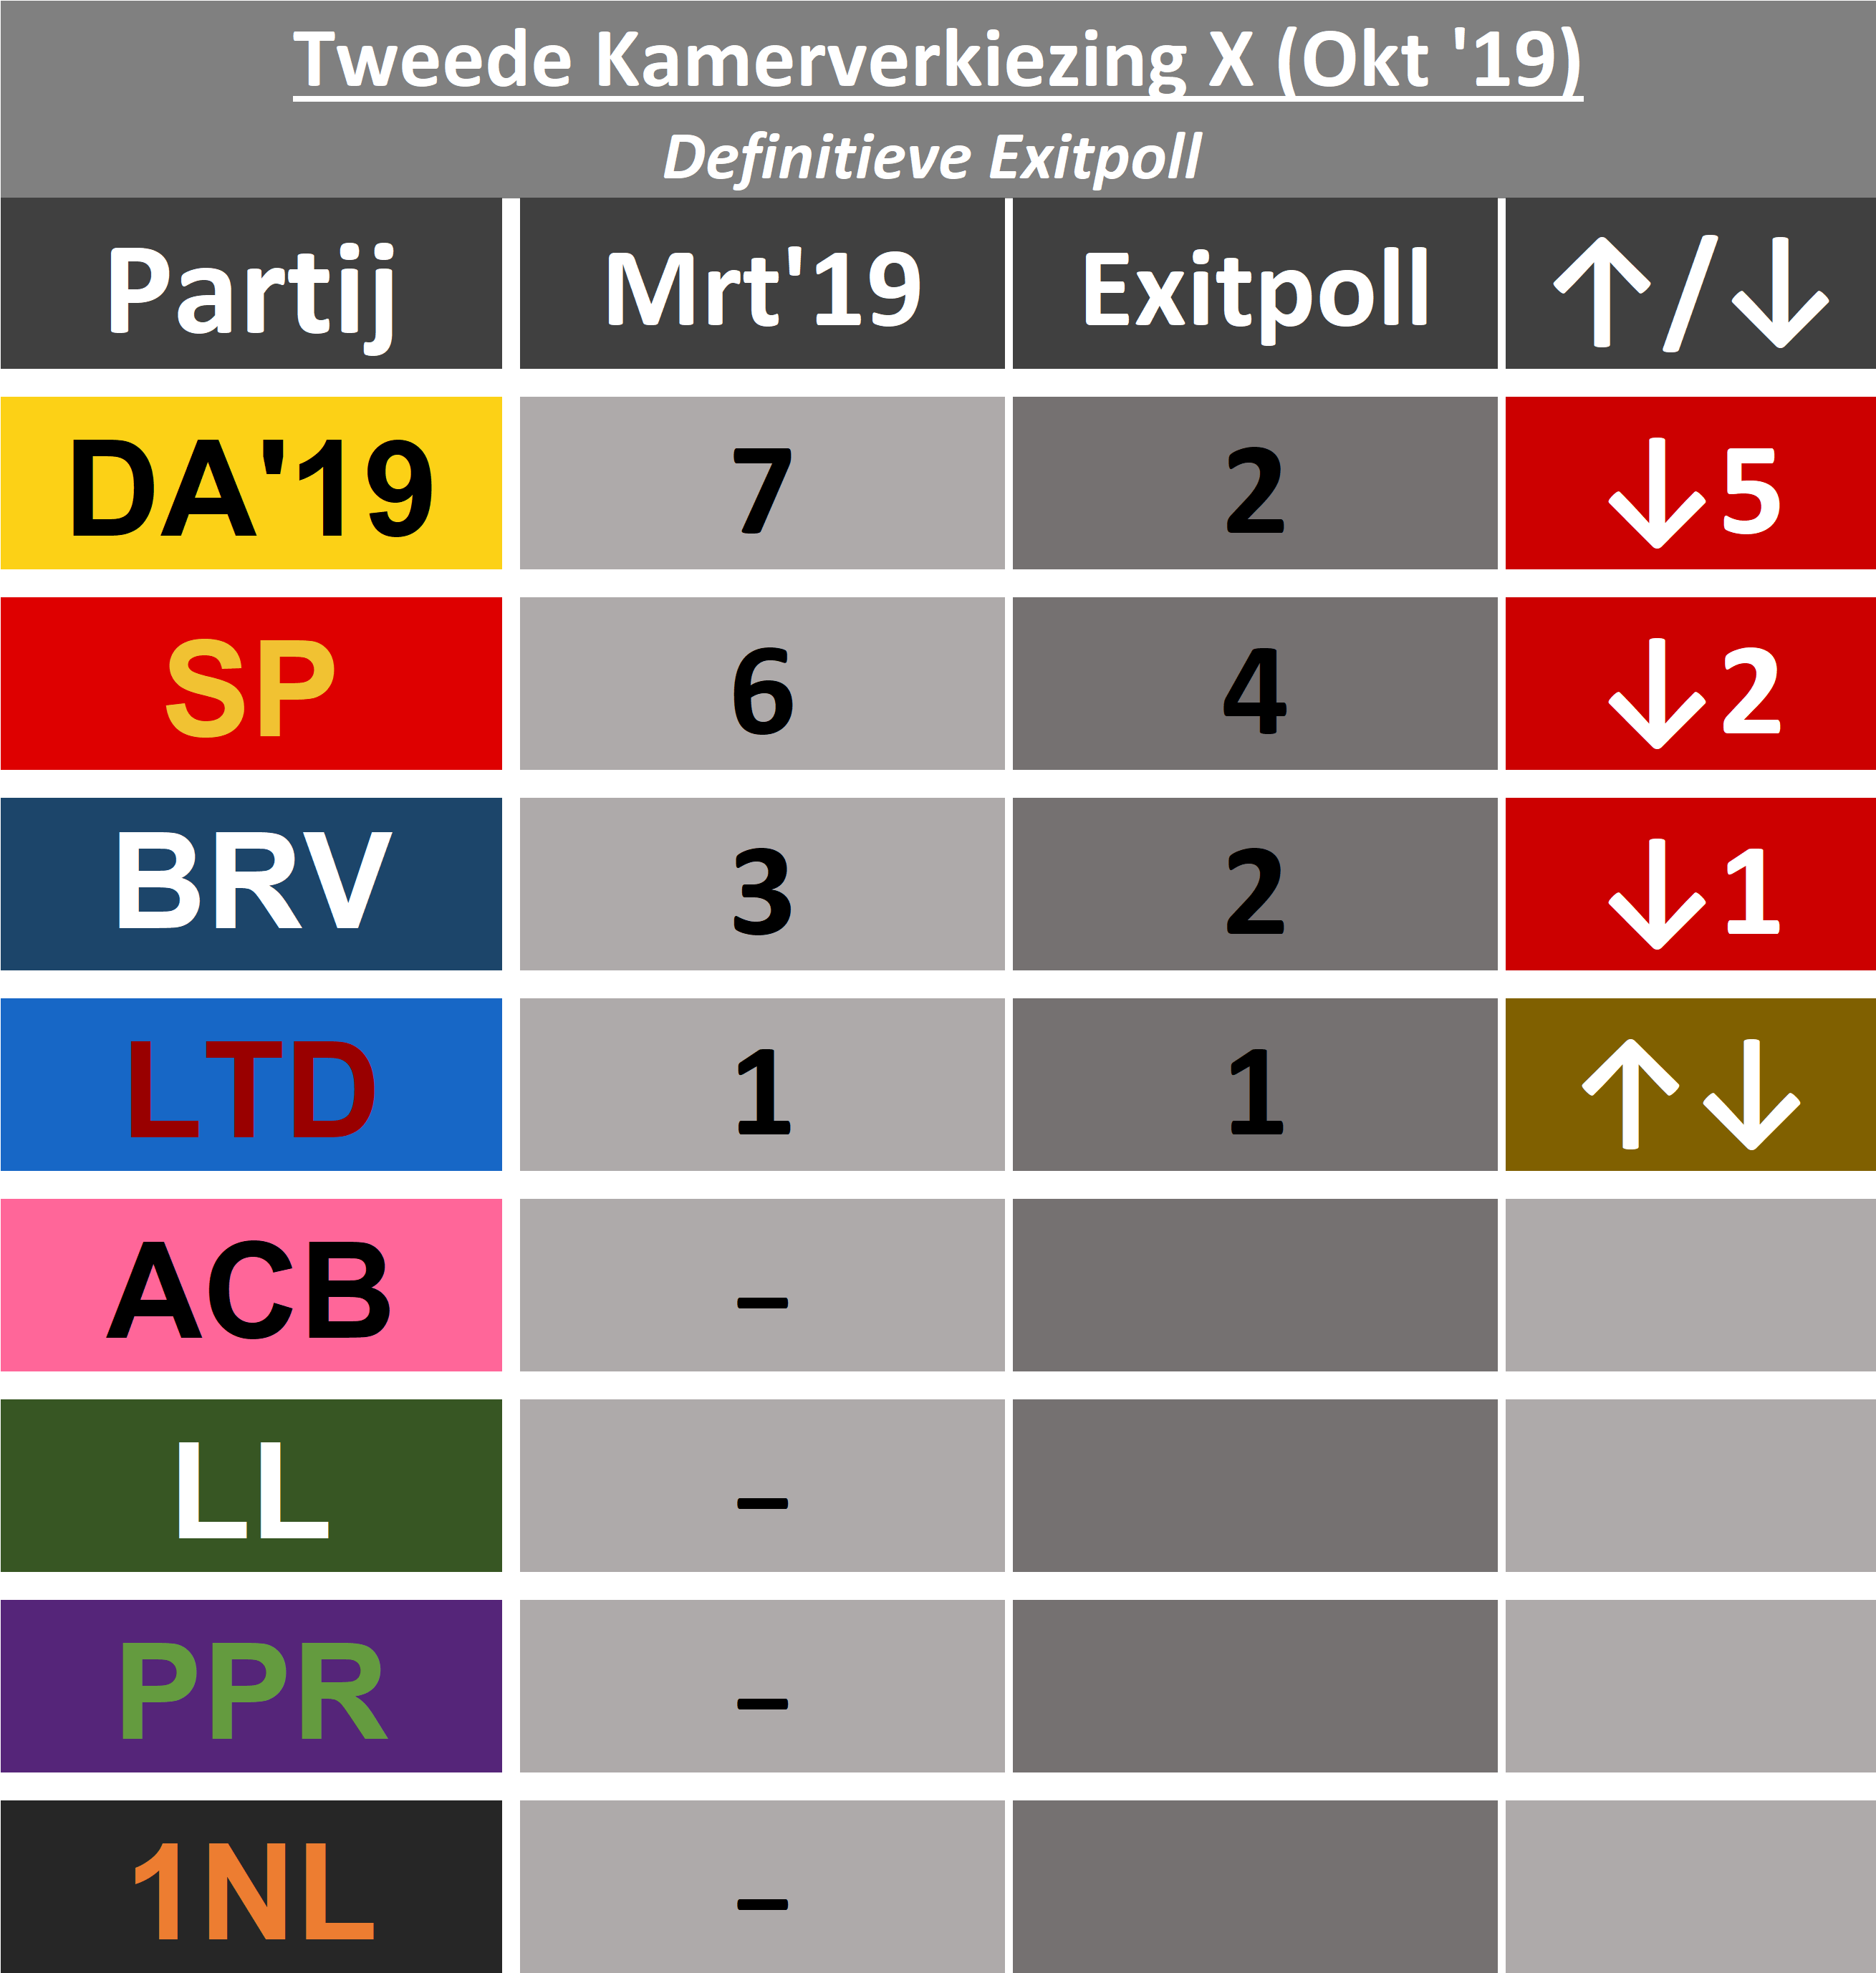 Tweede Kamerverkiezing X (Okt '19)
Definitieve Exitpoll
Partij Mrt'19 Exitpoll ↑/↓
DA'19 7 2 ↓5
SP 6 4 ↓2
BRV 3 2 ↓1
LTD 1 1 ↑↓
ACB –
LL –
PPR –
1NL –